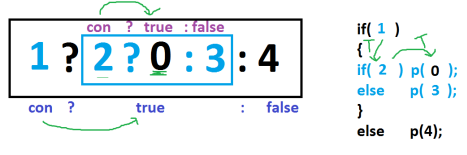 con ? true : false
1 ? 2 ? 0 : 3 : 4
con ? true : false
if( 1 )
T
{
T
if( 2 ) p( 0 );
else p( 3 );
}
else p(4);